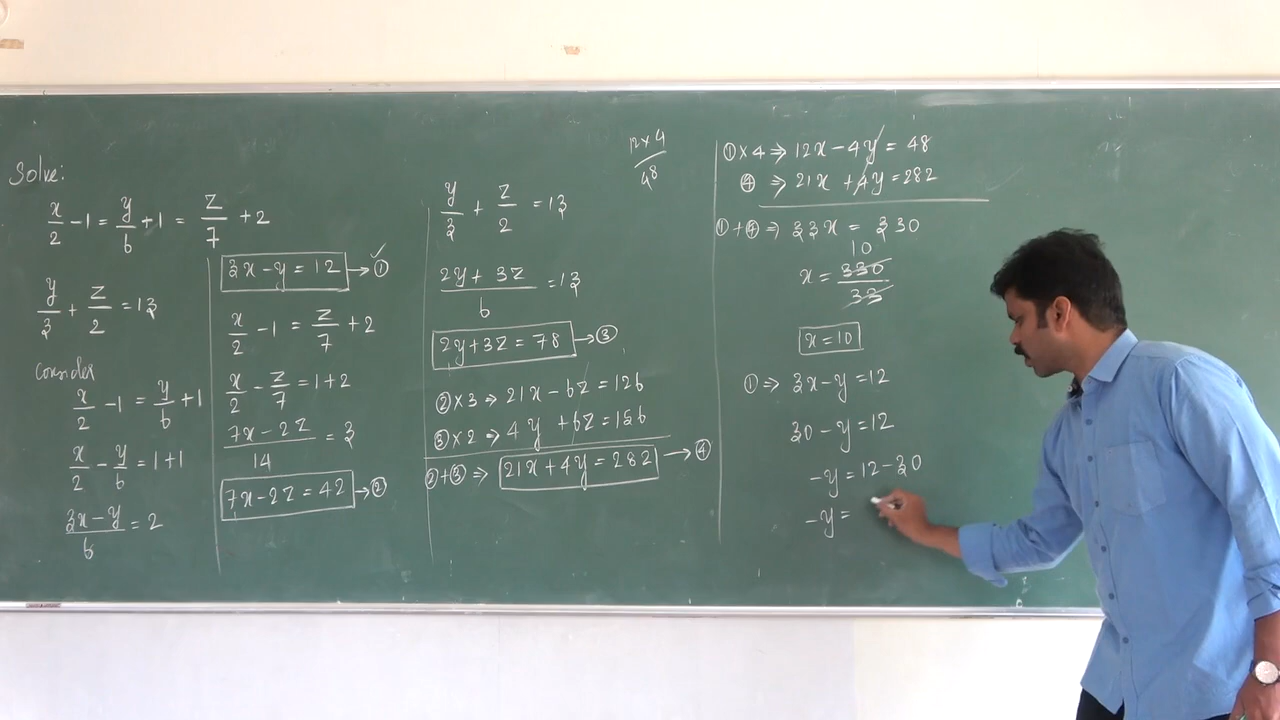 Solve:
x/2 - 1 = y/6 + 1 = z/7 + 2
y/3 + z/2 = 13
Consider
x/2 - 1 = y/6 + 1
x/2 - y/6 = 1+1
3x-y/6 = 2
3x - y = 12 → ① ✓
x/2 - 1 = z/7 + 2
x/2 - z/7 = 1+2
7x-2z/14 = 3
7x-2z = 42 → ②
12×4/48
y/3 + z/2 = 13
2y+3z/6 = 13
2y+3z = 78 → ③
②×3 → 21x-6z = 126
③×2 → 4y +6z = 156
②+③ ⇒ 21x+4y = 282 → ④
①×4 ⇒ 12x-4y = 48
④ ⇒ 21x +4y = 282
①+④ ⇒ 33x = 330
10
x = 330/33
x = 10
① ⇒ 3x-y = 12
30 - y = 12
-y = 12-30
-y =